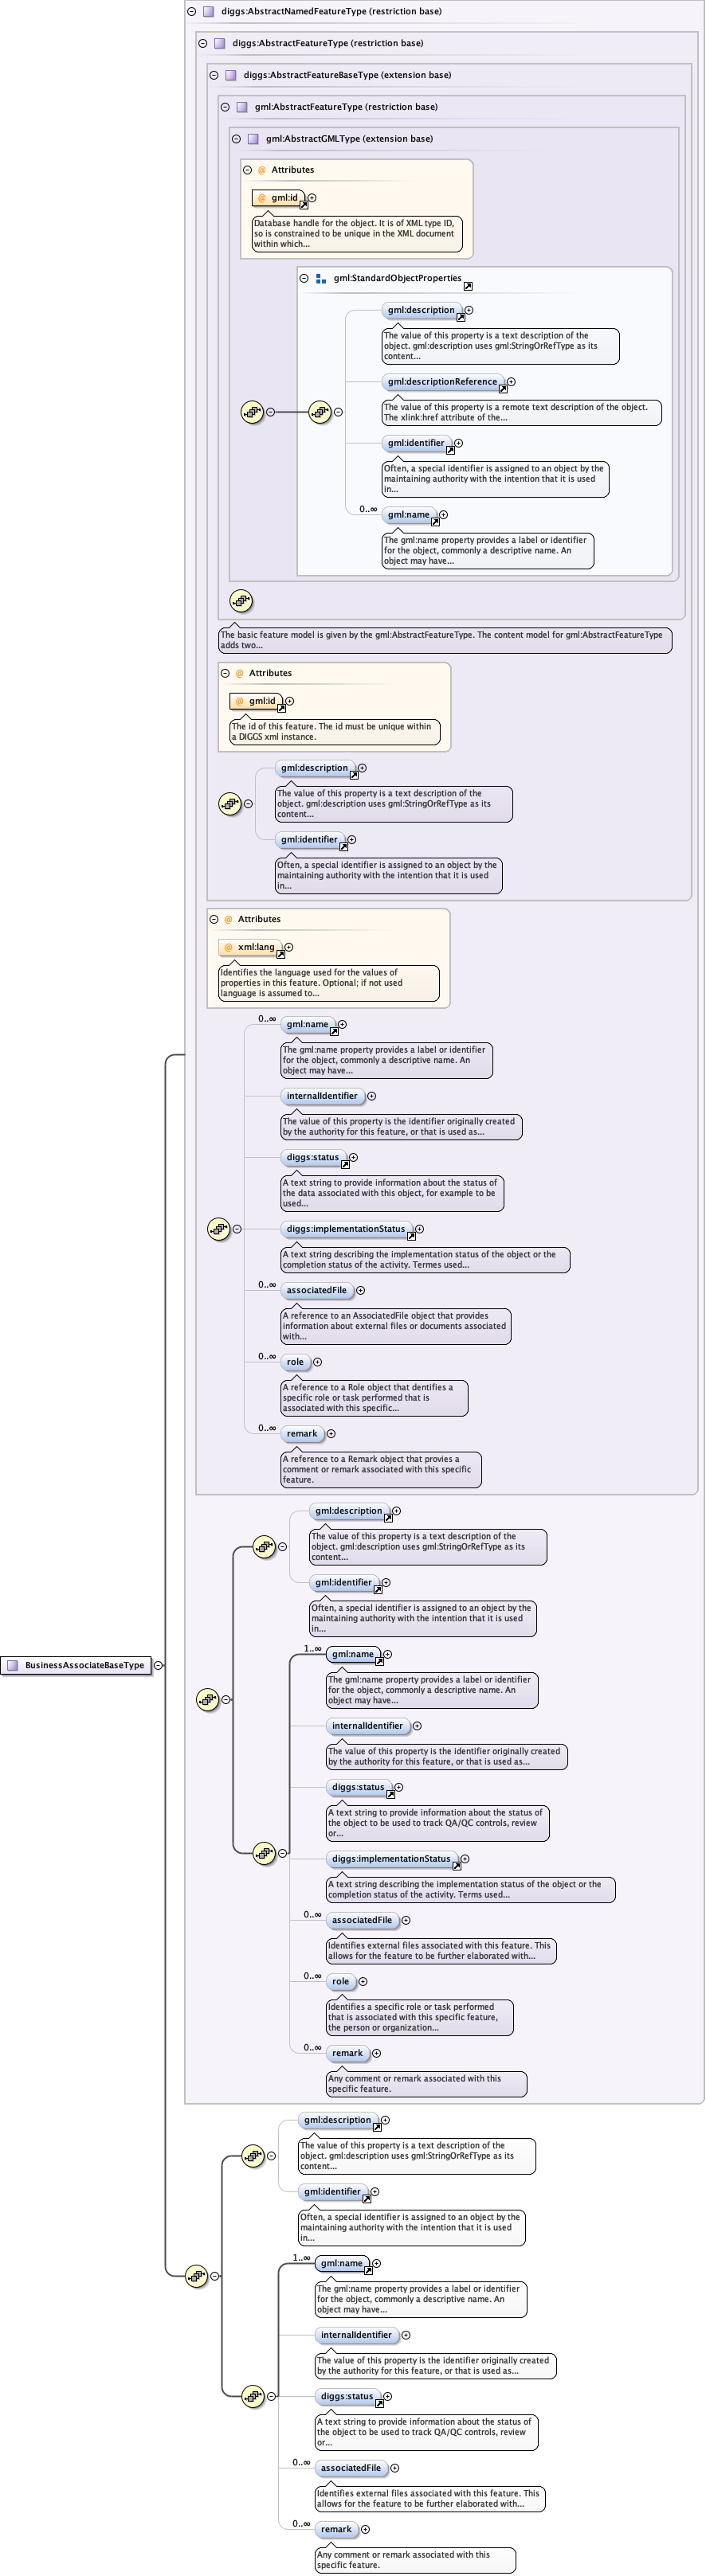 diggs:AbstractNamedFeatureType (restriction base)
diggs:AbstractFeatureType (restriction base)
diggs:AbstractFeatureBaseType (extension base)
gml:AbstractFeatureType (restriction base)
gml:AbstractGMLType (extension base)
@ Attributes
@ gml:id
Database handle for the object. It is of XML type ID,
so is constrained to be unique in the XML document
within which...
gml:StandardObjectProperties
gml:description
The value of this property is a text description of the
object. gml:description uses gml:StringOrRefType as its
content...
gml:descriptionReference
The value of this property is a remote text description of the object.
The xlink:href attribute of the...
gml:identifier
Often, a special identifier is assigned to an object by the
maintaining authority with the intention that it is used
in...
0..∞
gml:name
The gml:name property provides a label or identifier
for the object, commonly a descriptive name. An
object may have...
The basic feature model is given by the gml:AbstractFeatureType. The content model for gml:AbstractFeatureType
adds two...
@ Attributes
@ gml:id
The id of this feature. The id must be unique within
a DIGGS xml instance.
gml:description
The value of this property is a text description of the
object. gml:description uses gml:StringOrRefType as its
content...
gml:identifier
Often, a special identifier is assigned to an object by the
maintaining authority with the intention that it is used
in...
@ Attributes
@ xml:lang
Identifies the language used for the values of
properties in this feature. Optional; if not used
language is assumed to...
0..∞
gml:name
The gml:name property provides a label or identifier
for the object, commonly a descriptive name. An
object may have...
internalIdentifier
The value of this property is the identifier originally created
by the authority for this feature, or that is used as...
diggs:status
A text string to provide information about the status of
the data associated with this object, for example to be
used...
diggs:implementationStatus
A text string describing the implementation status of the object or the
completion status of the activity. Termes used...
0..∞
associatedFile
A reference to an AssociatedFile object that provides
information about external files or documents associated
with...
0..∞
role
A reference to a Role object that dentifies a
specific role or task performed that is
associated with this specific...
0..∞
remark
A reference to a Remark object that provies a
comment or remark associated with this specific
feature.
gml:description
The value of this property is a text description of the
object. gml:description uses gml:StringOrRefType as its
content...
gml:identifier
Often, a special identifier is assigned to an object by the
maintaining authority with the intention that it is used
in...
1..∞
gml:name
BusinessAssociateBaseType
The gml:name property provides a label or identifier
for the object, commonly a descriptive name. An
object may have...
internalIdentifier
The value of this property is the identifier originally created
by the authority for this feature, or that is used as...
diggs:status
A text string to provide information about the status of
the object to be used to track QA/QC controls, review
or...
diggs:implementationStatus
A text string describing the implementation status of the object or the
completion status of the activity. Terms used...
0..∞
associatedFile
Identifies external files associated with this feature. This
allows for the feature to be further elaborated with...
0..∞
role
Identifies a specific role or task performed
that is associated with this specific feature,
the person or organization...
0..∞
remark
Any comment or remark associated with this
specific feature.
gml:description
The value of this property is a text description of the
object. gml:description uses gml:StringOrRefType as its
content...
gml:identifier
Often, a special identifier is assigned to an object by the
maintaining authority with the intention that it is used
in...
1..∞
gml:name
The gml:name property provides a label or identifier
for the object, commonly a descriptive name. An
object may have...
internalIdentifier
The value of this property is the identifier originally created
by the authority for this feature, or that is used as...
diggs:status
A text string to provide information about the status of
the object to be used to track QA/QC controls, review
or...
0..∞
associatedFile
Identifies external files associated with this feature. This
allows for the feature to be further elaborated with...
0..∞
remark
Any comment or remark associated with this
specific feature.